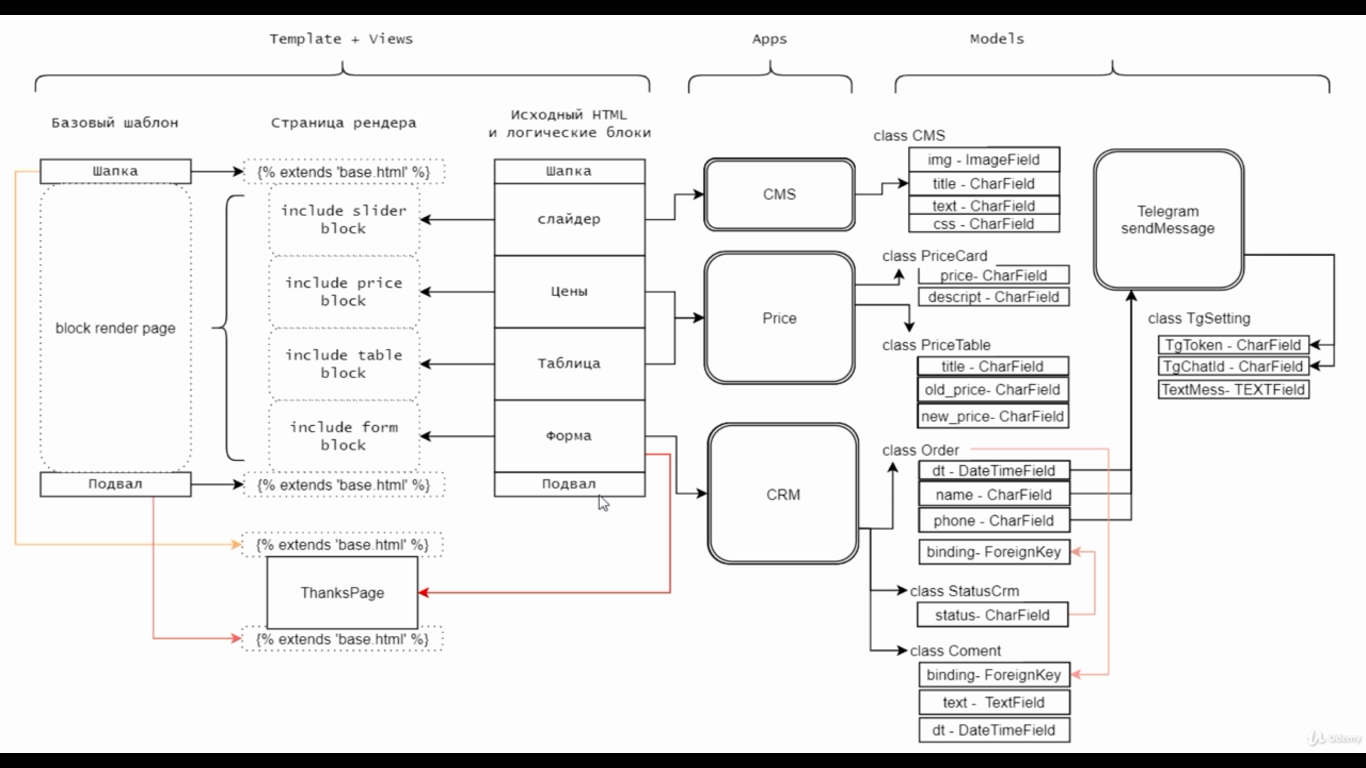 Template + Views
Apps
Models
Базовый шаблон
Страница рендера
Исходный HTML
и логические блоки
Шапка
block render page
Подвал
{% extends 'base.html' %}
include slider
block
include price
block
include table
block
include form
block
{% extends 'base.html' %}
{% extends 'base.html' %}
ThanksPage
{% extends 'base.html' %}
Шапка
слайдер
Цены
Таблица
Форма
Подвал
CMS
Price
CRM
class CMS
img - ImageField
title - CharField
text - CharField
css - CharField
class PriceCard
price- CharField
descript - CharField
class PriceTable
title - CharField
old_price- CharField
new_price- CharField
class Order
dt - DateTimeField
name - CharField
phone - CharField
binding- ForeignKey
class StatusCrm
status- CharField
class Coment
binding- ForeignKey
text - TextField
dt - DateTimeField
Telegram
sendMessage
class TgSetting
TgToken - CharField
TgChatId - CharField
TextMess- TEXTField
Udemy